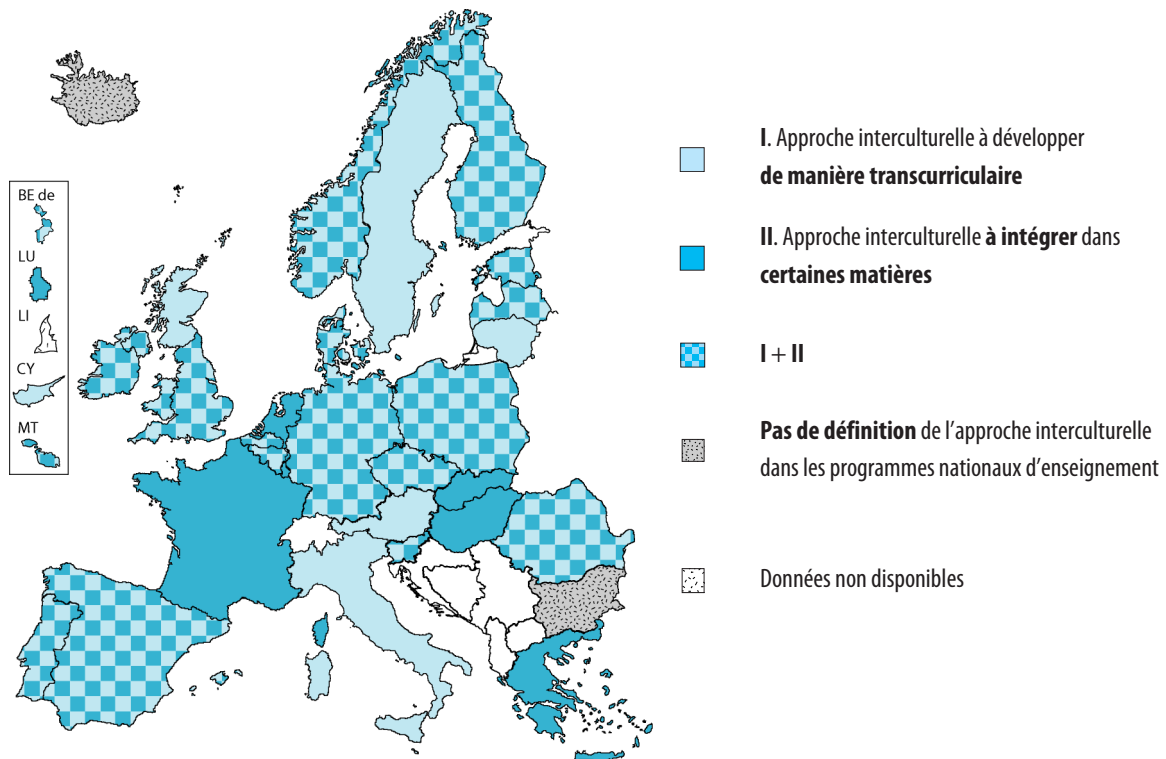 BE de
LU
LI
CY
MT
I. Approche interculturelle à développer
de manière transcurriculaire
II. Approche interculturelle à intégrer dans
certaines matières
I + II
Pas de définition de l’approche interculturelle
dans les programmes nationaux d’enseignement
Données non disponibles